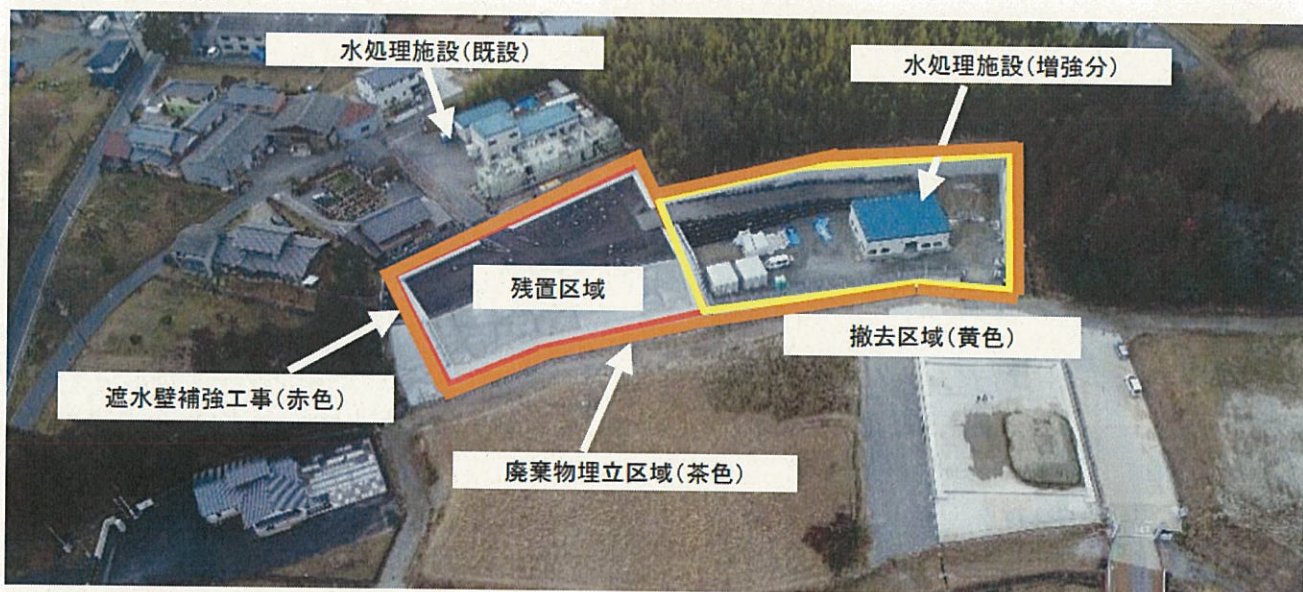 水処理施設(既設)
水処理施設(増強分)
残置区域
撤去区域(黄色)
遮水壁補強工事(赤色)
廃棄物埋立区域(茶色)